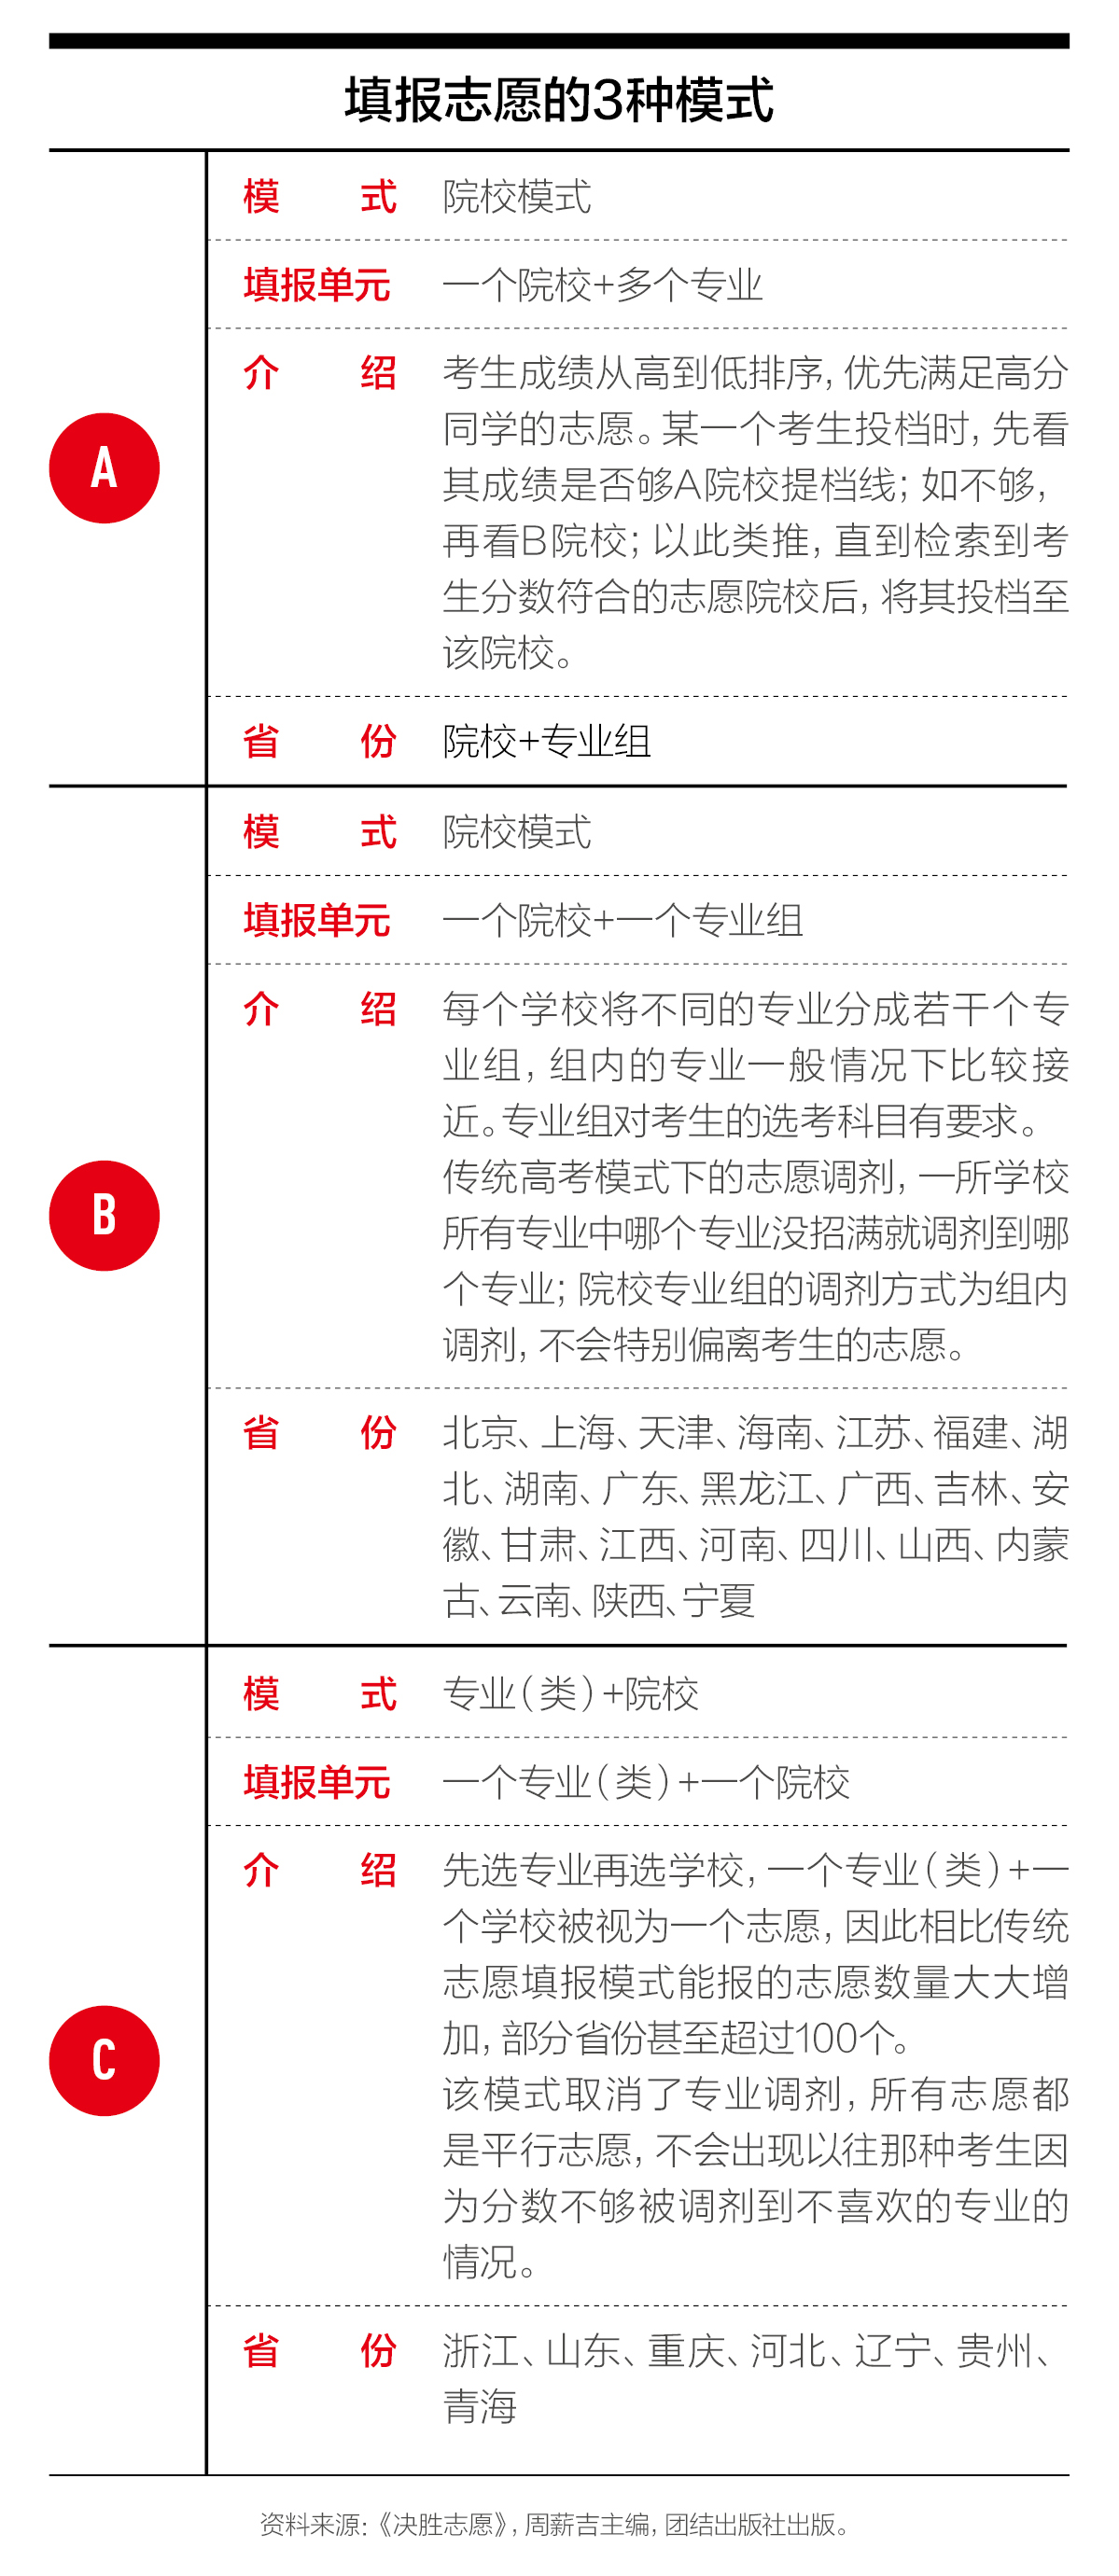 填报志愿的3种模式
A
模式 院校模式
填报单元 一个院校+多个专业
介绍 考生成绩从高到低排序，优先满足高分
同学的志愿。某一个考生投档时，先看
其成绩是否够A院校提档线；如不够，
再看B院校；以此类推，直到检索到考
生分数符合的志愿院校后，将其投档至
该院校。
省份 院校+专业组
B
模式 院校模式
填报单元 一个院校+一个专业组
介绍 每个学校将不同的专业分成若干个专
业组，组内的专业一般情况下比较接
近。专业组对考生的选考科目有要求。
传统高考模式下的志愿调剂，一所学校
所有专业中哪个专业没招满就调剂到哪
个专业；院校专业组的调剂方式为组内
调剂，不会特别偏离考生的志愿。
省份 北京、上海、天津、海南、江苏、福建、湖
北、湖南、广东、黑龙江、广西、吉林、安
徽、甘肃、江西、河南、四川、山西、内蒙
古、云南、陕西、宁夏
C
模式 专业（类）+院校
填报单元 一个专业（类）+一个院校
介绍 先选专业再选学校，一个专业（类）+一
个学校被视为一个志愿，因此相比传统
志愿填报模式能报的志愿数量大大增
加，部分省份甚至超过100个。
该模式取消了专业调剂，所有志愿都
是平行志愿，不会出现以往那种考生因
为分数不够被调剂到不喜欢的专业的
情况。
省份 浙江、山东、重庆、河北、辽宁、贵州、
青海
资料来源：《决胜志愿》，周薪吉主编，团结出版社出版。